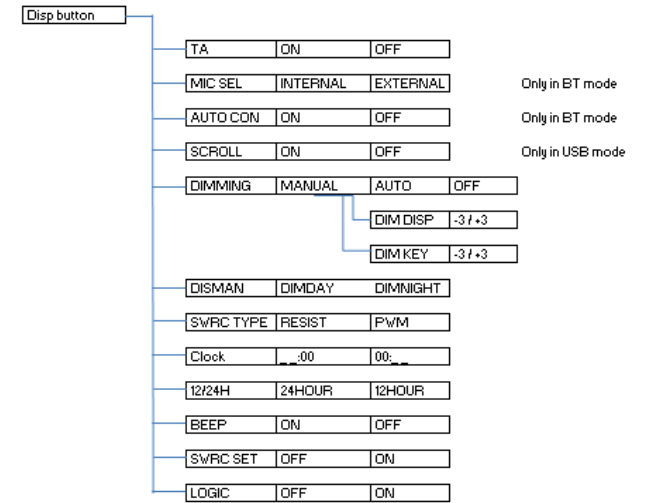 Disp button
TA ON OFF
MIC SEL INTERNAL EXTERNAL Only in BT mode
AUTO CON ON OFF Only in BT mode
SCROLL ON OFF Only in USB mode
DIMMING MANUAL AUTO OFF
DIM DISP -3 / +3
DIM KEY -3 / +3
DISMAN DIMDAY DIMNIGHT
SWRC TYPE RESIST PWM
Clock _ _:00 00:_ _
12/24H 24HOUR 12HOUR
BEEP ON OFF
SWRC SET OFF ON
LOGIC OFF ON